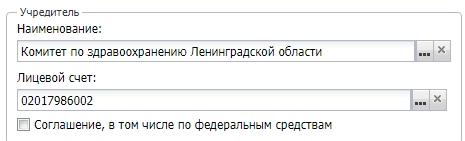 Учредитель
Наименование:
Комитет по здравоохранению Ленинградской области
Лицевой счет:
02017986002
Соглашение, в том числе по федеральным средствам